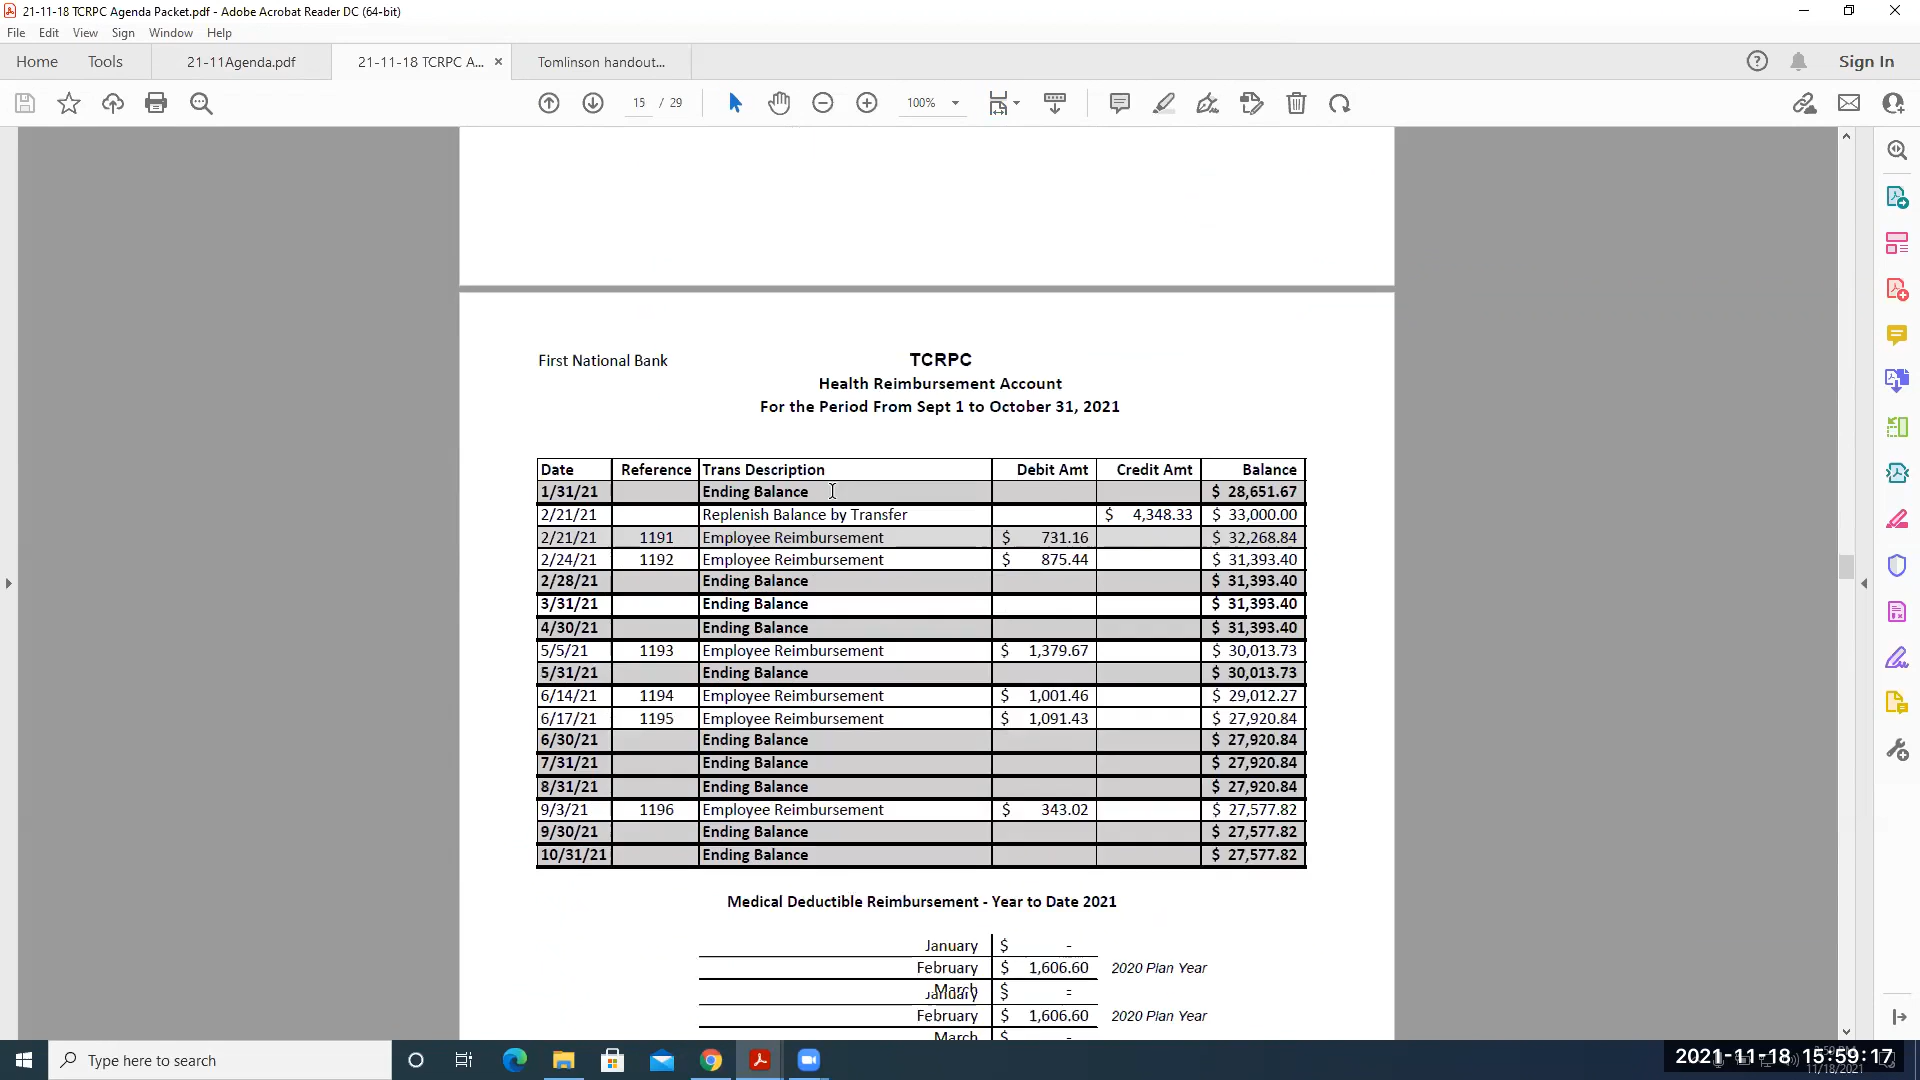 21-11-18 TCRPC Agenda Packet.pdf - Adobe Acrobat Reader DC (64-bit)
File Edit View Sign Window Help
Home Tools 21-11Agenda.pdf 21-11-18 TCRPC A... × Tomlinson handout... Sign In
15 / 29 100%
First National Bank TCRPC
Health Reimbursement Account
For the Period From Sept 1 to October 31, 2021
Date Reference Trans Description Debit Amt Credit Amt Balance
1/31/21 Ending Balance $ 28,651.67
2/21/21 Replenish Balance by Transfer $ 4,348.33 $ 33,000.00
2/21/21 1191 Employee Reimbursement $ 731.16 $ 32,268.84
2/24/21 1192 Employee Reimbursement $ 875.44 $ 31,393.40
2/28/21 Ending Balance $ 31,393.40
3/31/21 Ending Balance $ 31,393.40
4/30/21 Ending Balance $ 31,393.40
5/5/21 1193 Employee Reimbursement $ 1,379.67 $ 30,013.73
5/31/21 Ending Balance $ 30,013.73
6/14/21 1194 Employee Reimbursement $ 1,001.46 $ 29,012.27
6/17/21 1195 Employee Reimbursement $ 1,091.43 $ 27,920.84
6/30/21 Ending Balance $ 27,920.84
7/31/21 Ending Balance $ 27,920.84
8/31/21 Ending Balance $ 27,920.84
9/3/21 1196 Employee Reimbursement $ 343.02 $ 27,577.82
9/30/21 Ending Balance $ 27,577.82
10/31/21 Ending Balance $ 27,577.82
Medical Deductible Reimbursement - Year to Date 2021
January $ -
February $ 1,606.60 2020 Plan Year
March
January $ -
February $ 1,606.60 2020 Plan Year
March $ -
Type here to search
2021-11-18 15:59:17
11/18/2021